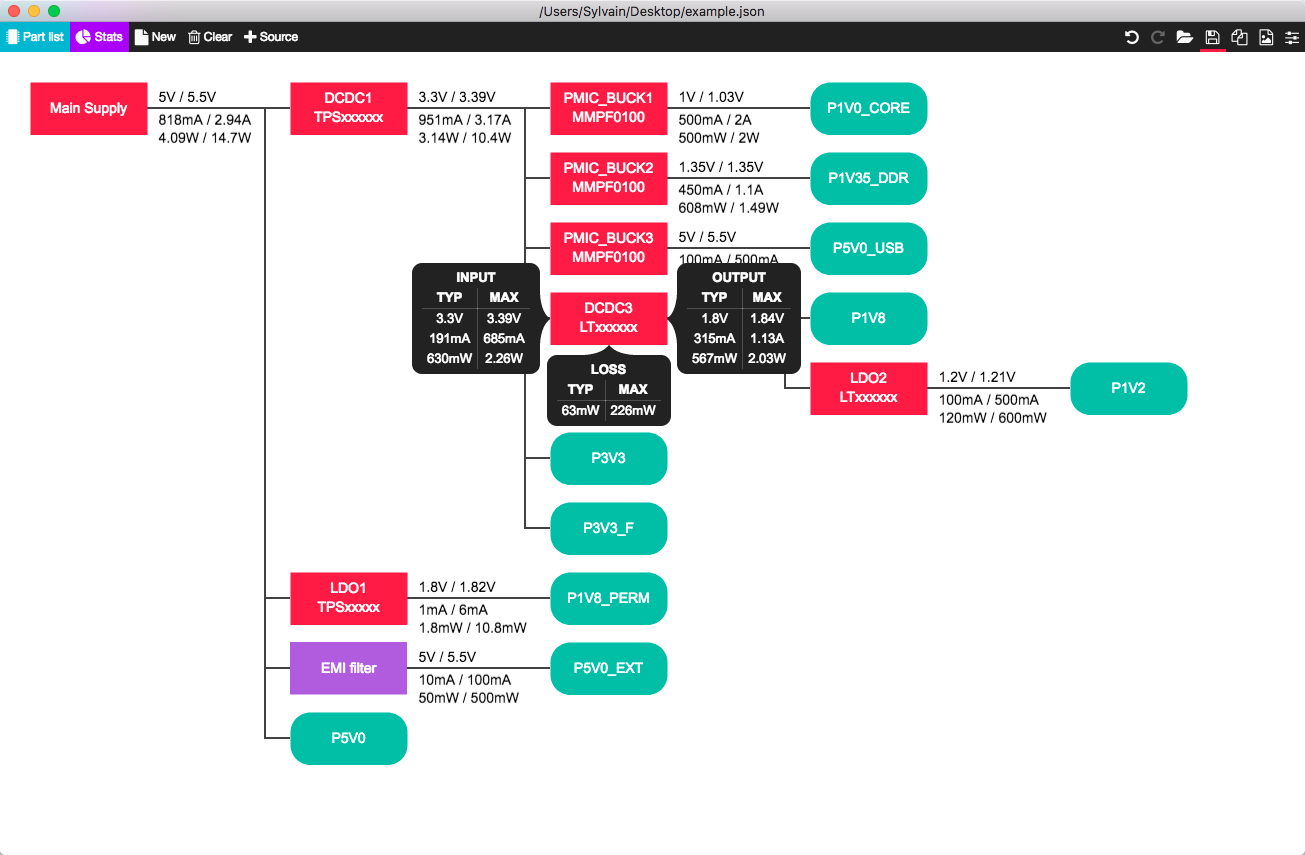 /Users/Sylvain/Desktop/example.json
Part list Stats New Clear Source
Main Supply
5V / 5.5V
818mA / 2.94A
4.09W / 14.7W
DCDC1
TPSxxxxxx
3.3V / 3.39V
951mA / 3.17A
3.14W / 10.4W
PMIC_BUCK1
MMPF0100
1V / 1.03V
500mA / 2A
500mW / 2W
P1V0_CORE
PMIC_BUCK2
MMPF0100
1.35V / 1.35V
450mA / 1.1A
608mW / 1.49W
P1V35_DDR
PMIC_BUCK3
MMPF0100
5V / 5.5V
100mA / 500mA
P5V0_USB
INPUT
TYP MAX
3.3V 3.39V
191mA 685mA
630mW 2.26W
DCDC3
LTxxxxxx
OUTPUT
TYP MAX
1.8V 1.84V
315mA 1.13A
567mW 2.03W
P1V8
LOSS
TYP MAX
63mW 226mW
LDO2
LTxxxxxx
1.2V / 1.21V
100mA / 500mA
120mW / 600mW
P1V2
P3V3
P3V3_F
LDO1
TPSxxxxx
1.8V / 1.82V
1mA / 6mA
1.8mW / 10.8mW
P1V8_PERM
EMI filter
5V / 5.5V
10mA / 100mA
50mW / 500mW
P5V0_EXT
P5V0